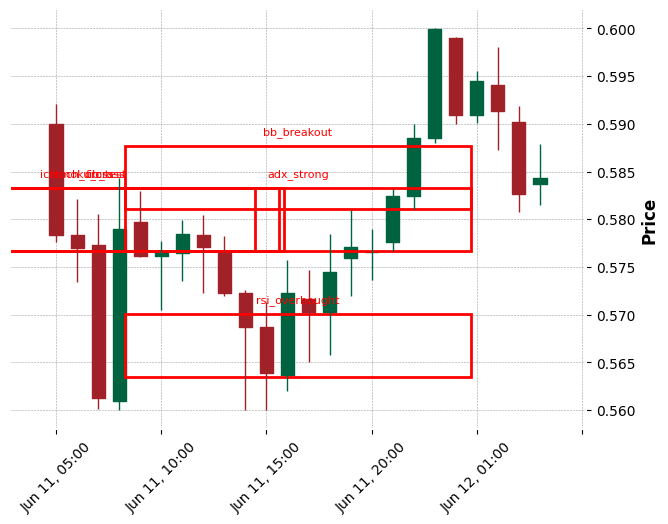 0.600
0.595
0.590
0.585
0.580
0.575
0.570
0.565
0.560
Price
bb_breakout
adx_strong
rsi_overbought
Jun 11, 05:00
Jun 11, 10:00
Jun 11, 15:00
Jun 11, 20:00
Jun 12, 01:00